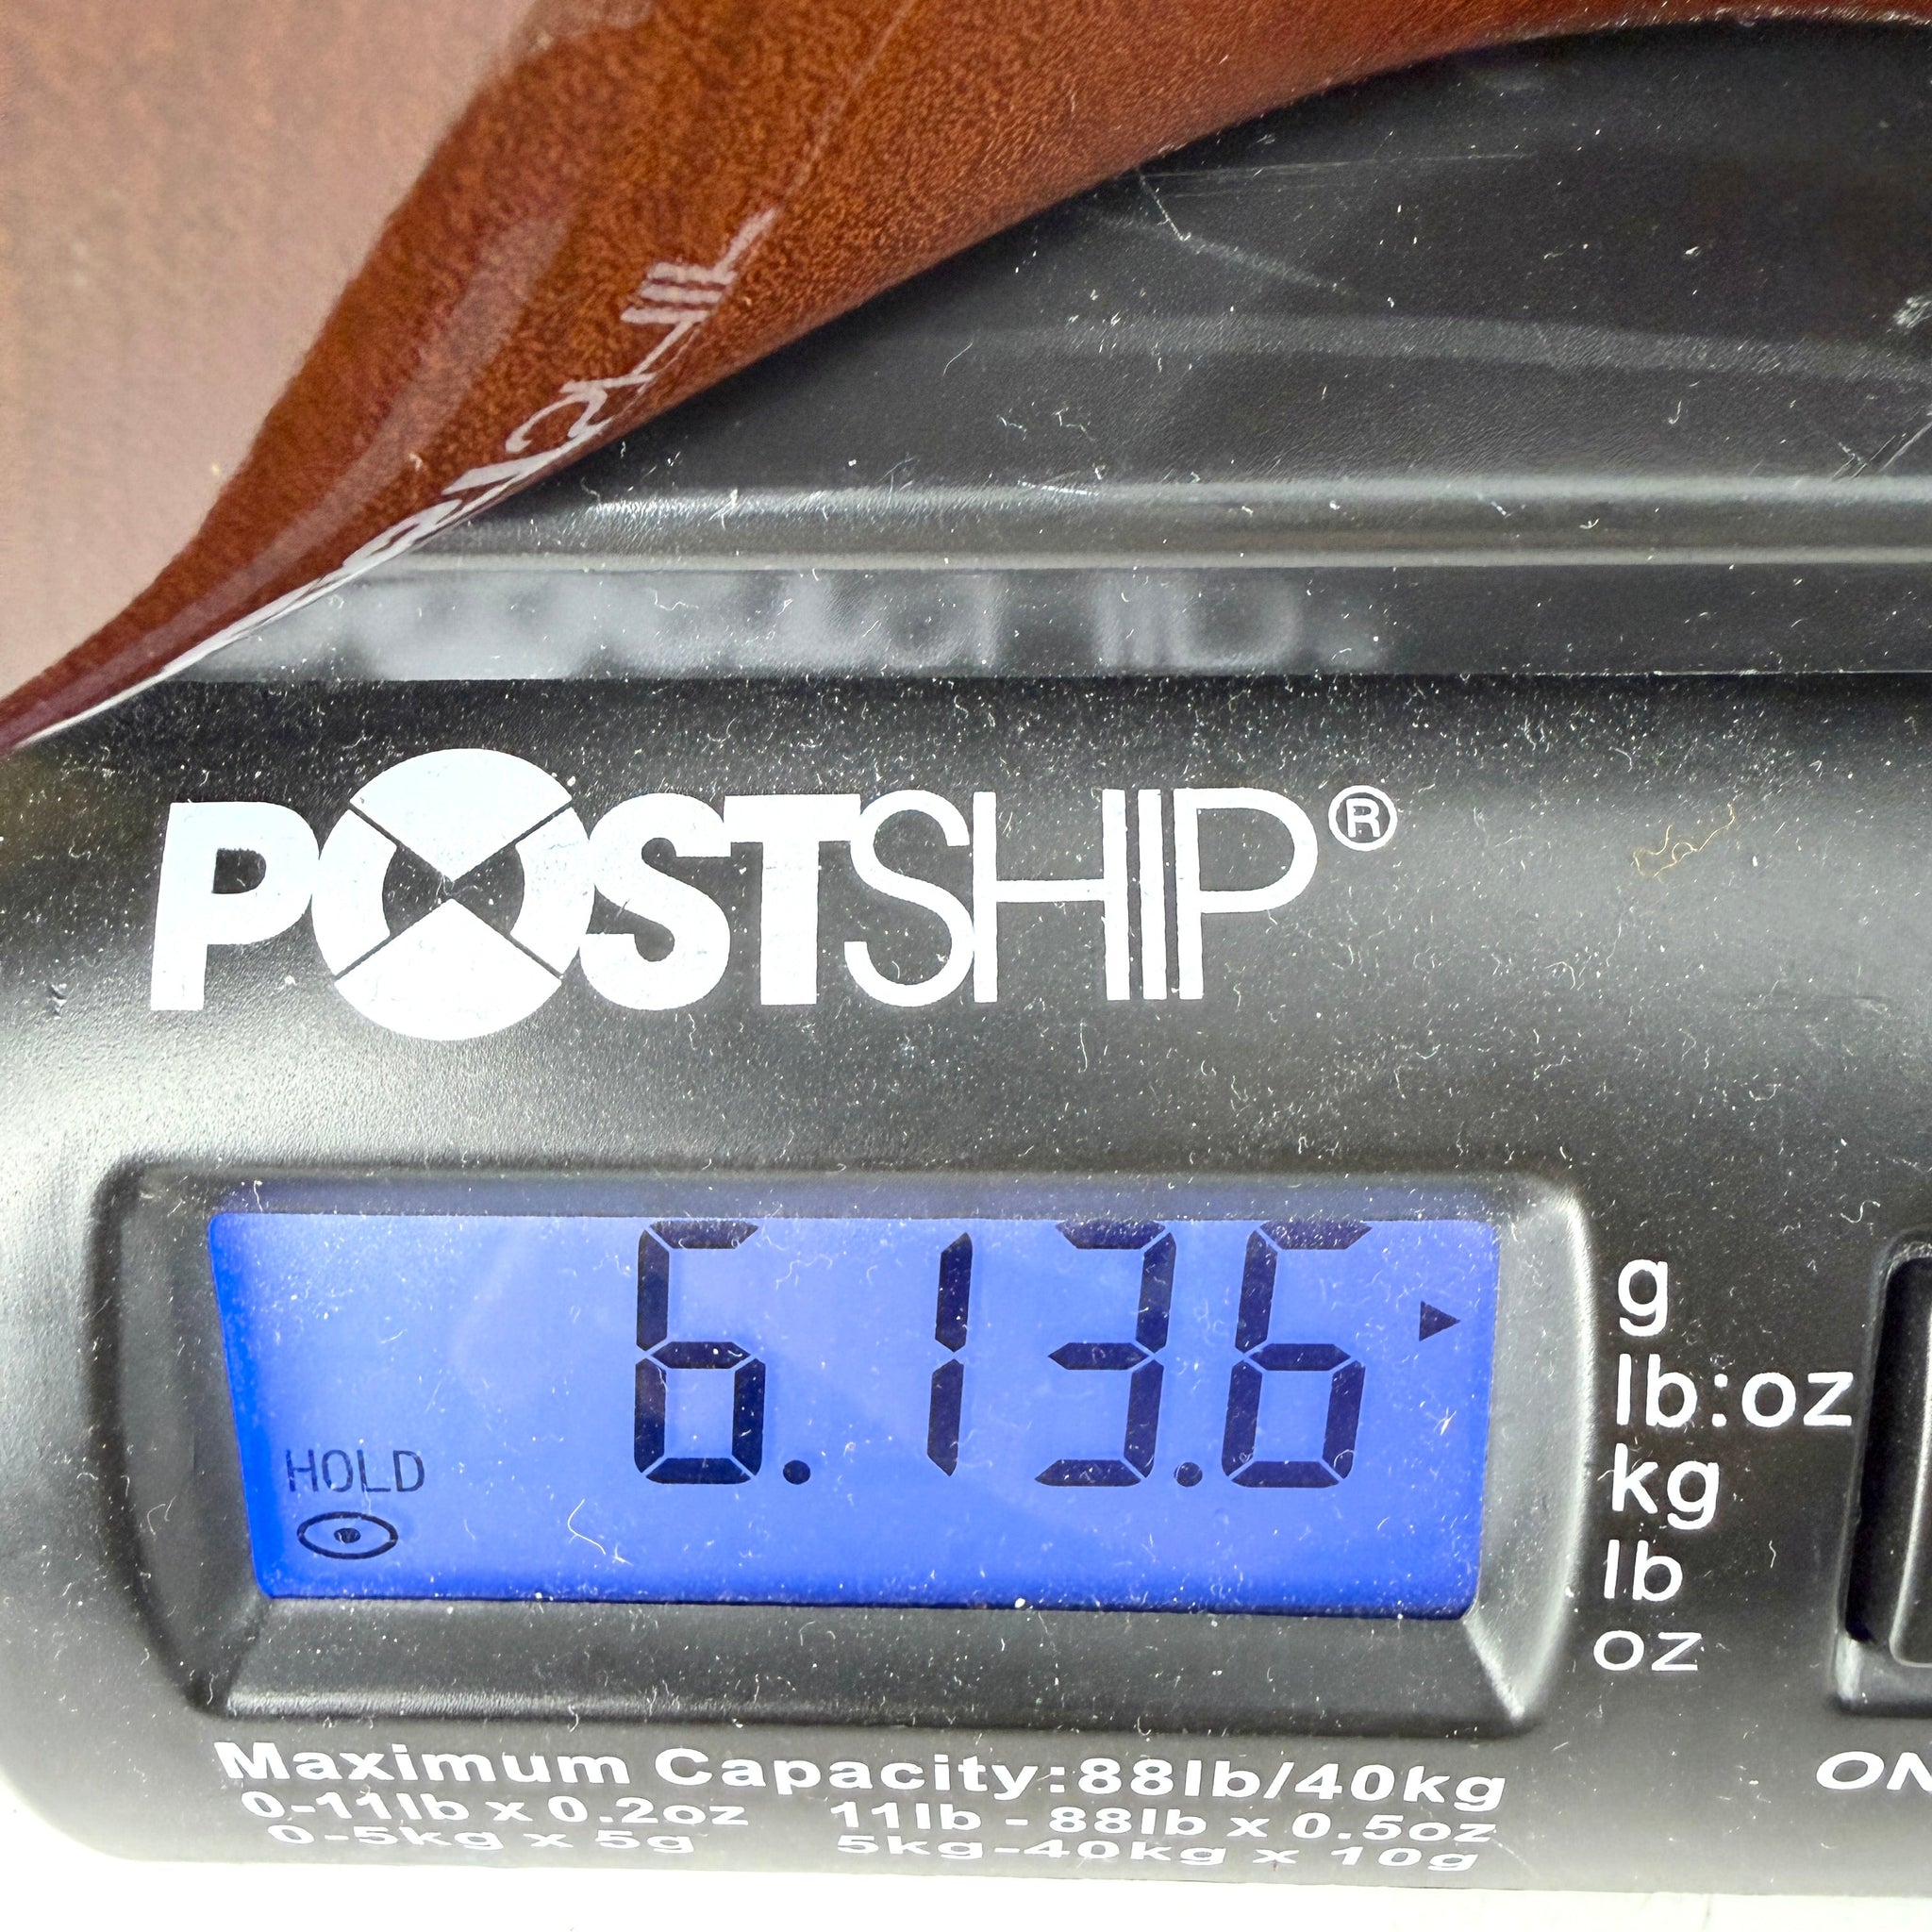 POSTSHIP®
6.13.6
HOLD
g
lb:oz
kg
lb
oz
Maximum Capacity:88lb/40kg
0-11lb x 0.2oz 11lb - 88lb x 0.5oz
0-5kg x 5g 5kg-40kg x 10g